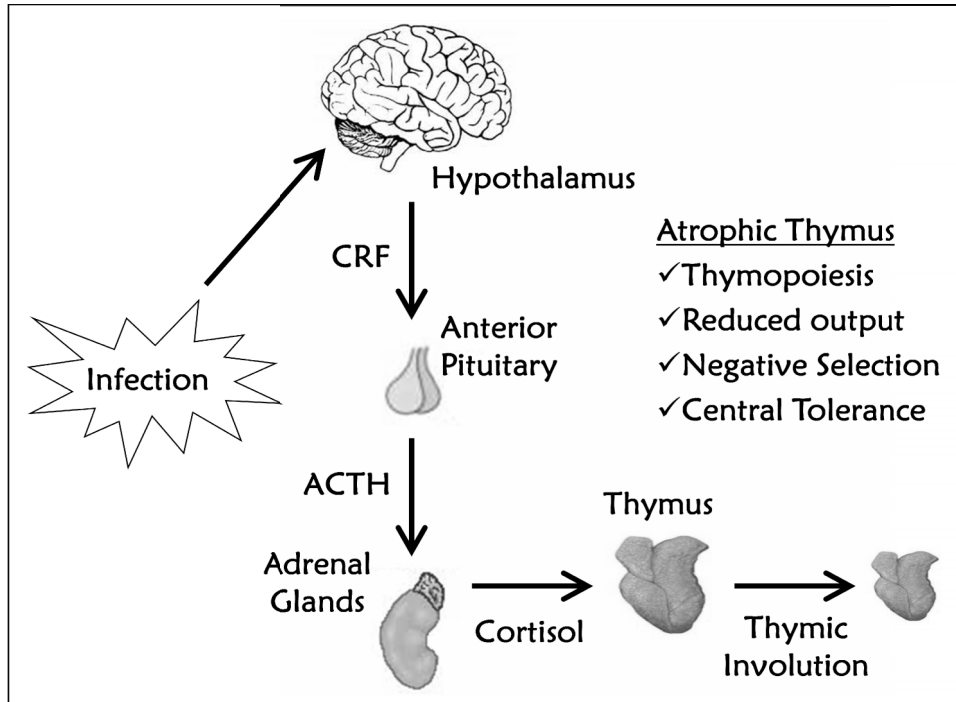 Hypothalamus
CRF
Infection
Anterior
Pituitary
ACTH
Adrenal
Glands
Cortisol
Thymus
Thymic
Involution
Atrophic Thymus
✓Thymopoiesis
✓Reduced output
✓Negative Selection
✓Central Tolerance